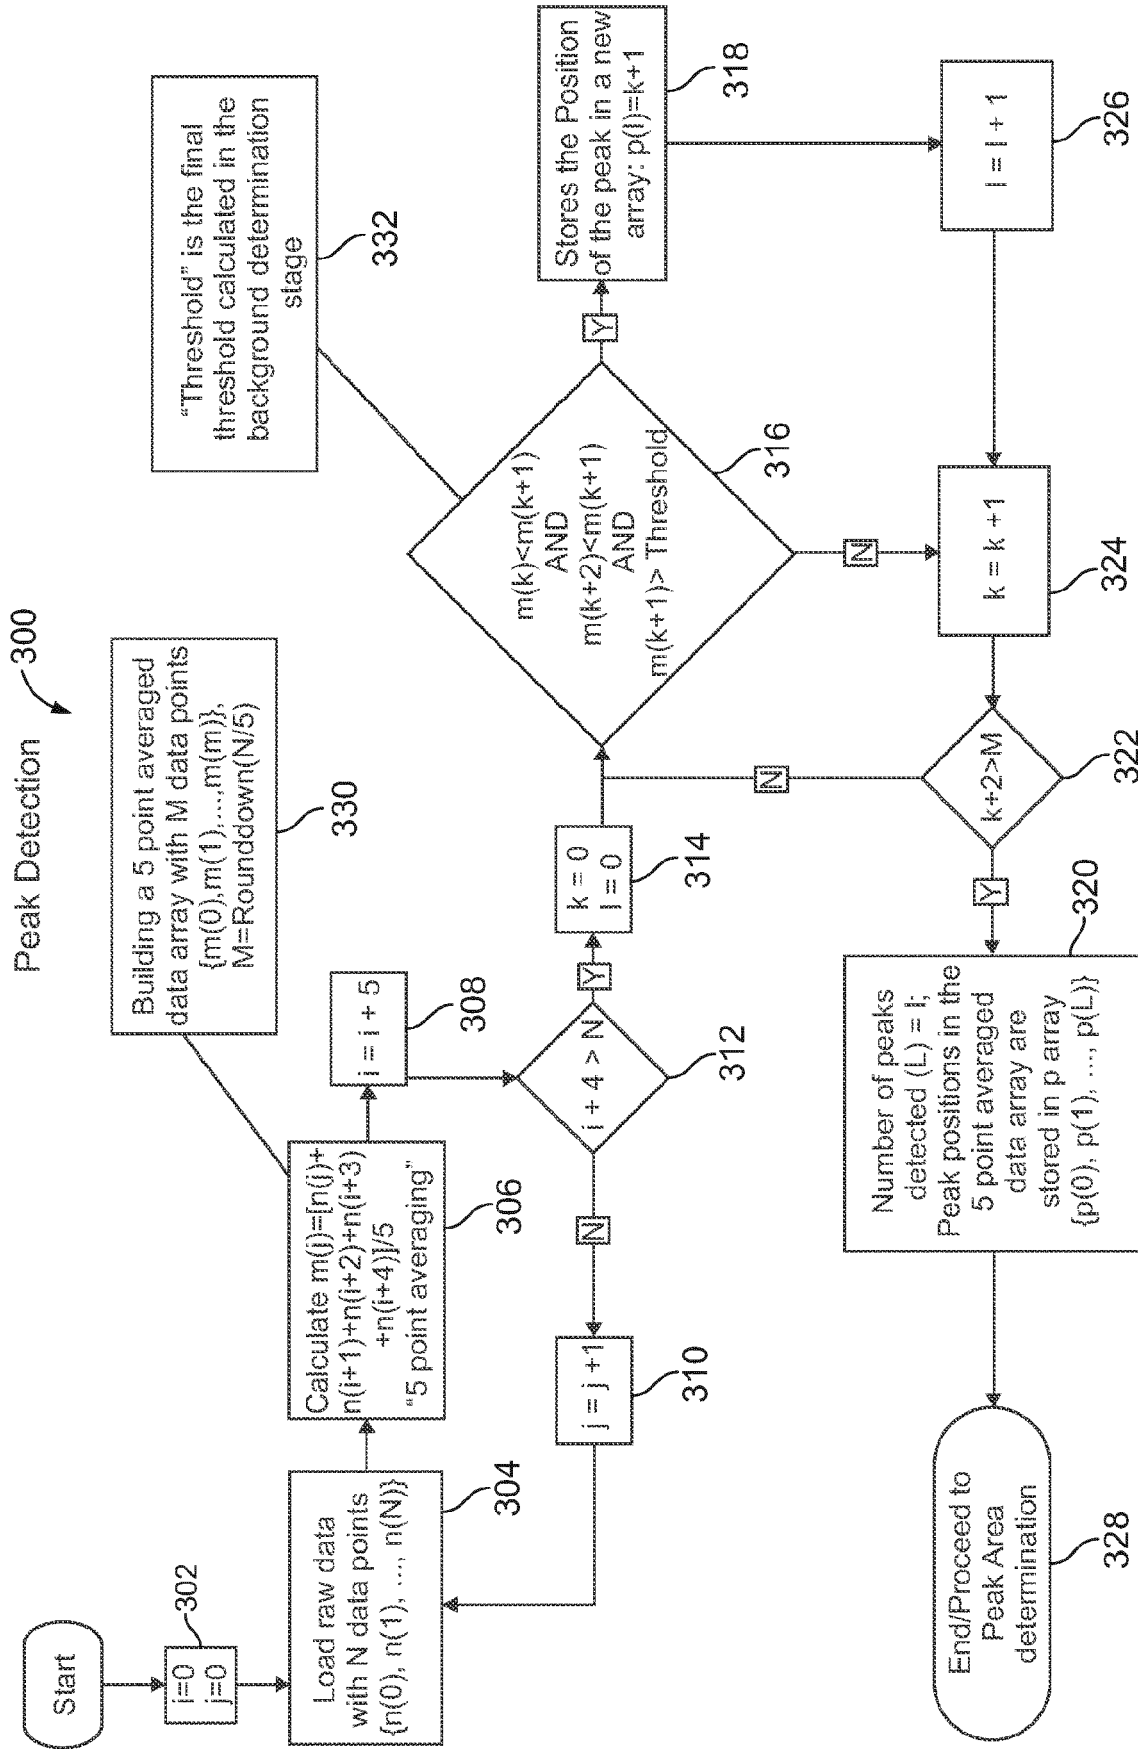 Peak Detection
300
Start
i=0
j=0
302
Load raw data
with N data points
{n(0), n(1), ..., n(N)}
304
Calculate m(j)=[n(j)+
n(i+1)+n(i+2)+n(i+3)
+n(i+4)]/5
"5 point averaging"
306
Building a 5 point averaged
data array with M data points
{m(0),m(1),...,m(m)},
M=Rounddown(N/5)
330
i = i + 5
308
i + 4 > N
312
N
j = j +1
310
Y
k = 0
l = 0
314
m(k)<m(k+1)
AND
m(k+2)<m(k+1)
AND
m(k+1)> Threshold
316
"Threshold" is the final
threshold calculated in the
background determination
stage
332
Y
Stores the Position
of the peak in a new
array: p(l)=k+1
318
l = l + 1
326
N
k = k +1
324
k+2>M
322
N
Y
Number of peaks
detected (L) = l;
Peak positions in the
5 point averaged
data array are
stored in p array
{p(0), p(1), ..., p(L)}
320
End/Proceed to
Peak Area
determination
328